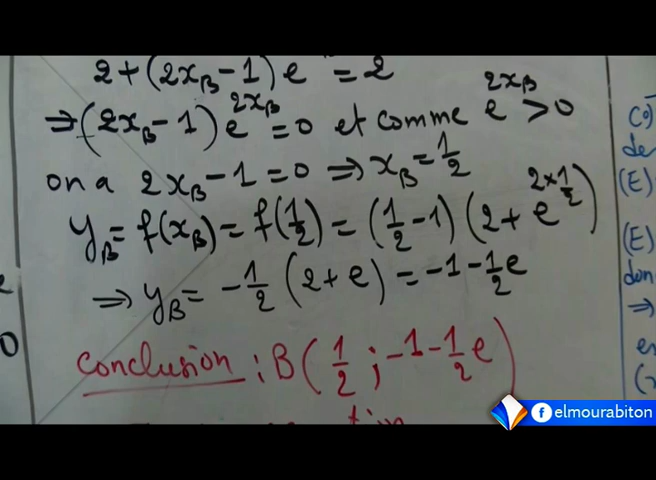 2+(2x_B-1)e =2
⇒(2x_B-1)e^{2x_B}=0 et comme e^{2x_B}>0
on a 2x_B-1=0 ⇒ x_B=1/2
y_B=f(x_B)=f(1/2)=(1/2-1)(2+e^{2×1/2})
⇒ y_B=-1/2(2+e)=-1-1/2e
conclusion : B(1/2;-1-1/2e)
de
(E)
(E)
don
⇒
elmourabiton